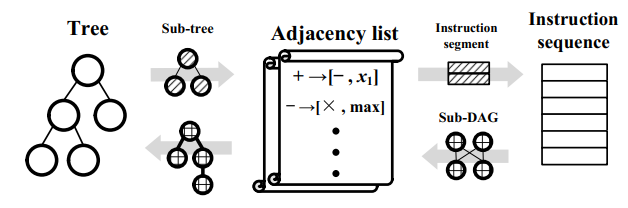 Tree
Sub-tree
Adjacency list
+→[−, x₁]
−→[×, max]
Instruction
segment
Sub-DAG
Instruction
sequence